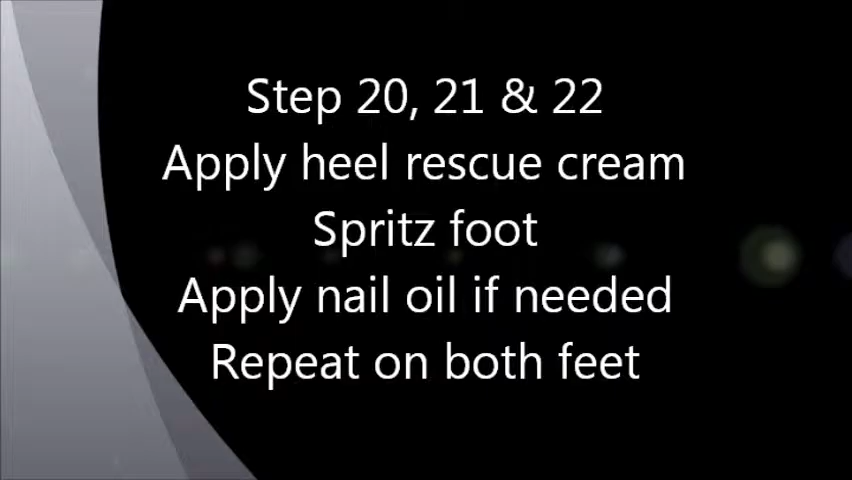 Step 20, 21 & 22
Apply heel rescue cream
Spritz foot
Apply nail oil if needed
Repeat on both feet